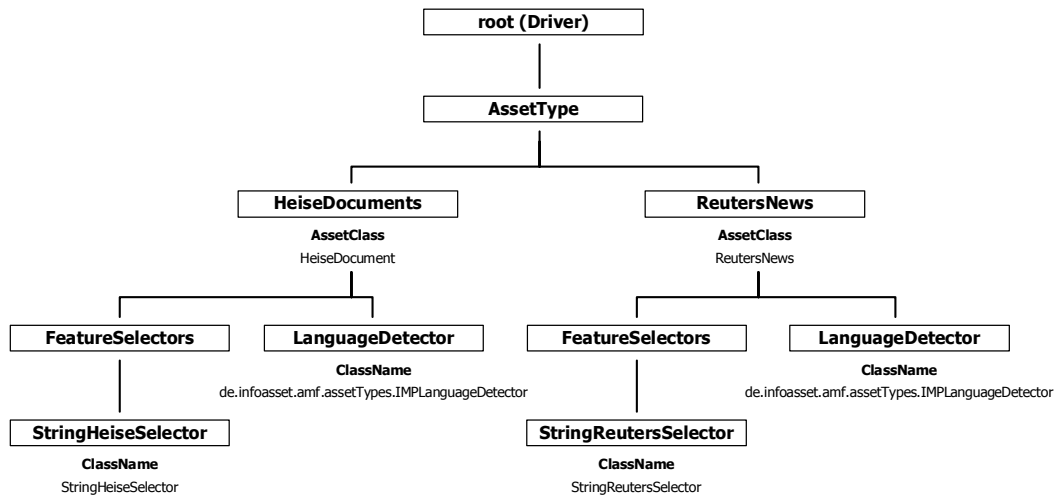 root (Driver)
AssetType
HeiseDocuments
AssetClass
HeiseDocument
ReutersNews
AssetClass
ReutersNews
FeatureSelectors
LanguageDetector
ClassName
de.infoasset.amf.assetTypes.IMPLanguageDetector
StringHeiseSelector
ClassName
StringHeiseSelector
FeatureSelectors
LanguageDetector
ClassName
de.infoasset.amf.assetTypes.IMPLanguageDetector
StringReutersSelector
ClassName
StringReutersSelector